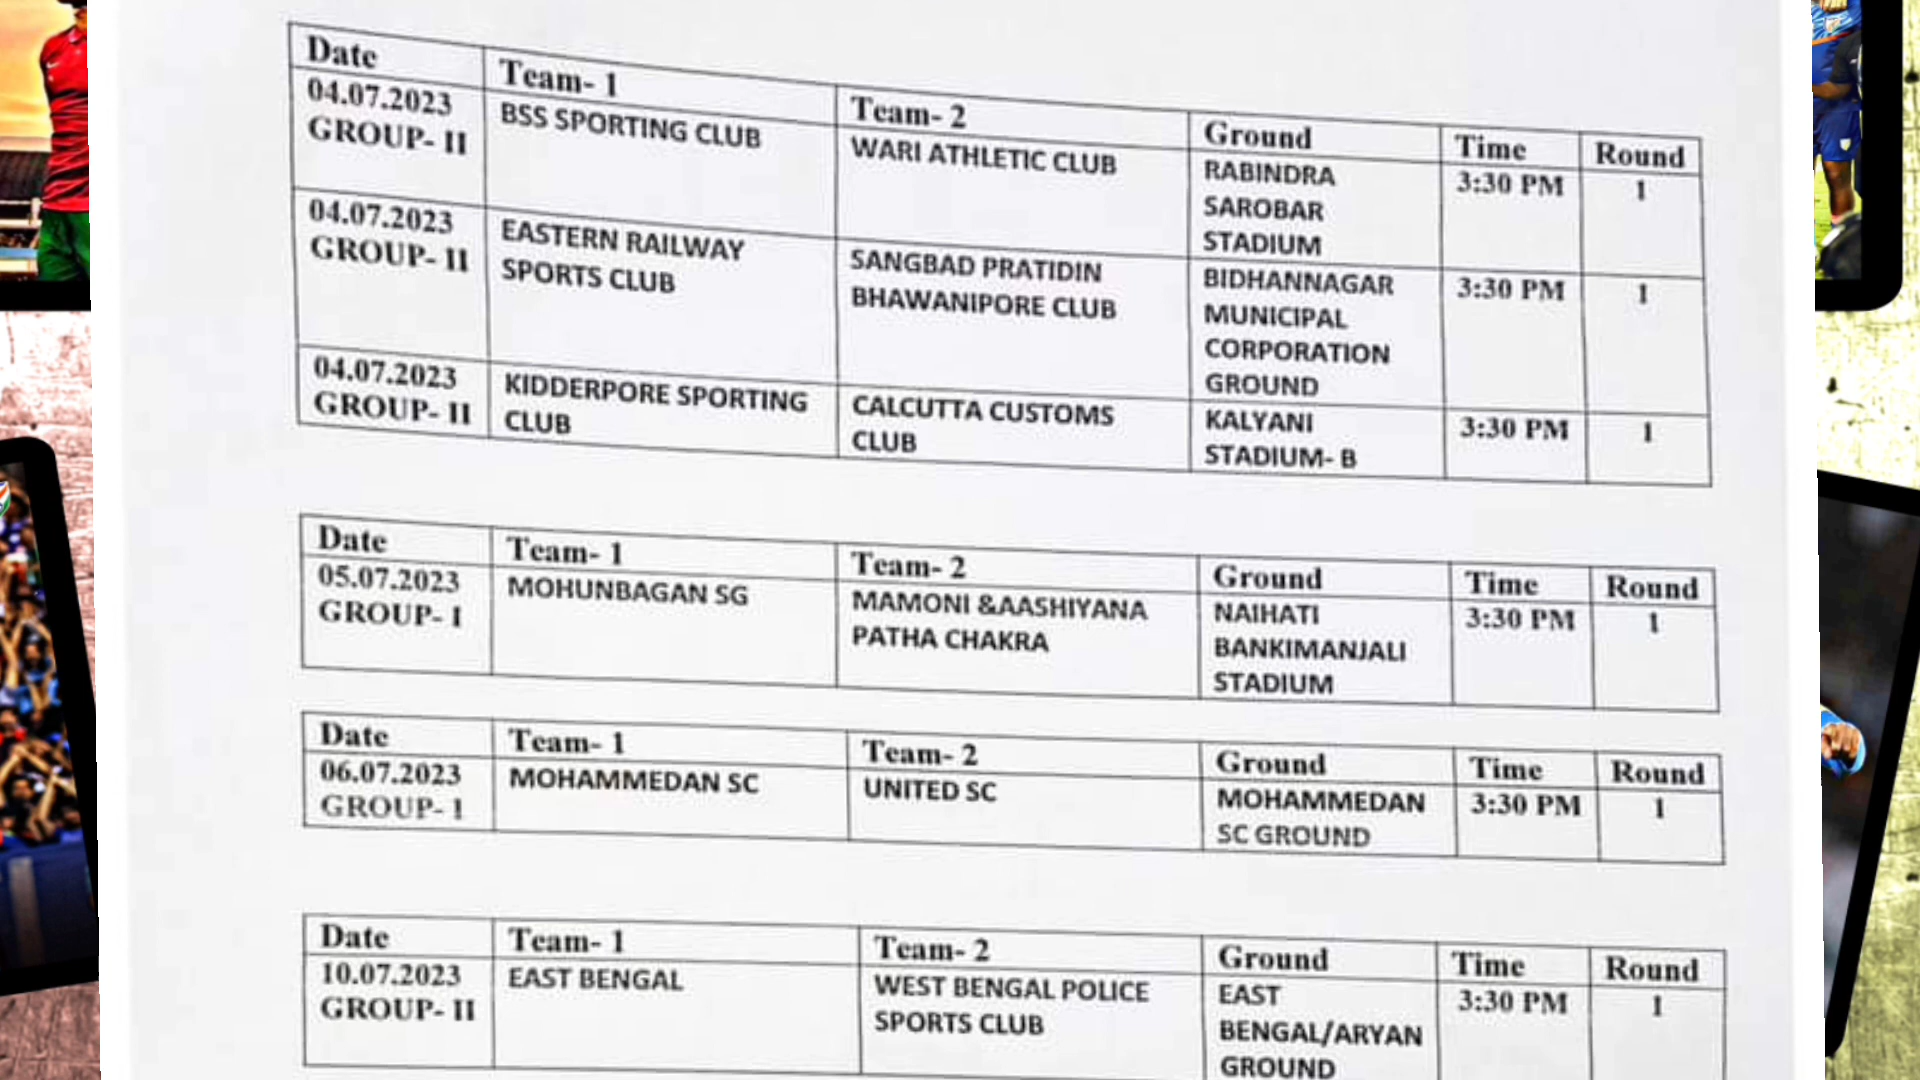 Date Team- 1 Team- 2 Ground Time Round
04.07.2023 BSS SPORTING CLUB WARI ATHLETIC CLUB RABINDRA 3:30 PM 1
GROUP- II SAROBAR
STADIUM
04.07.2023 EASTERN RAILWAY SANGBAD PRATIDIN BIDHANNAGAR 3:30 PM 1
GROUP- II SPORTS CLUB BHAWANIPORE CLUB MUNICIPAL
CORPORATION
GROUND
04.07.2023 KIDDERPORE SPORTING CALCUTTA CUSTOMS KALYANI 3:30 PM 1
GROUP- II CLUB CLUB STADIUM- B
Date Team- 1 Team- 2 Ground Time Round
05.07.2023 MOHUNBAGAN SG MAMONI &AASHIYANA NAIHATI 3:30 PM 1
GROUP- I PATHA CHAKRA BANKIMANJALI
STADIUM
Date Team- 1 Team- 2 Ground Time Round
06.07.2023 MOHAMMEDAN SC UNITED SC MOHAMMEDAN 3:30 PM 1
GROUP- I SC GROUND
Date Team- 1 Team- 2 Ground Time Round
10.07.2023 EAST BENGAL WEST BENGAL POLICE EAST 3:30 PM 1
GROUP- II SPORTS CLUB BENGAL/ARYAN
GROUND